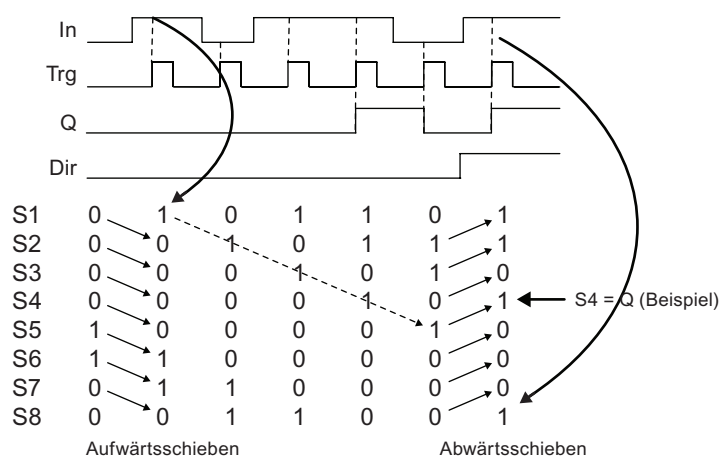 In
Trg
Q
Dir
S1 0 1 0 1 1 0 1
S2 0 0 1 0 1 1 1
S3 0 0 0 1 0 1 0
S4 0 0 0 0 1 0 1 S4 = Q (Beispiel)
S5 1 0 0 0 0 1 0
S6 1 1 0 0 0 0 0
S7 0 1 1 0 0 0 0
S8 0 0 1 1 0 0 1
Aufwärtsschieben Abwärtsschieben